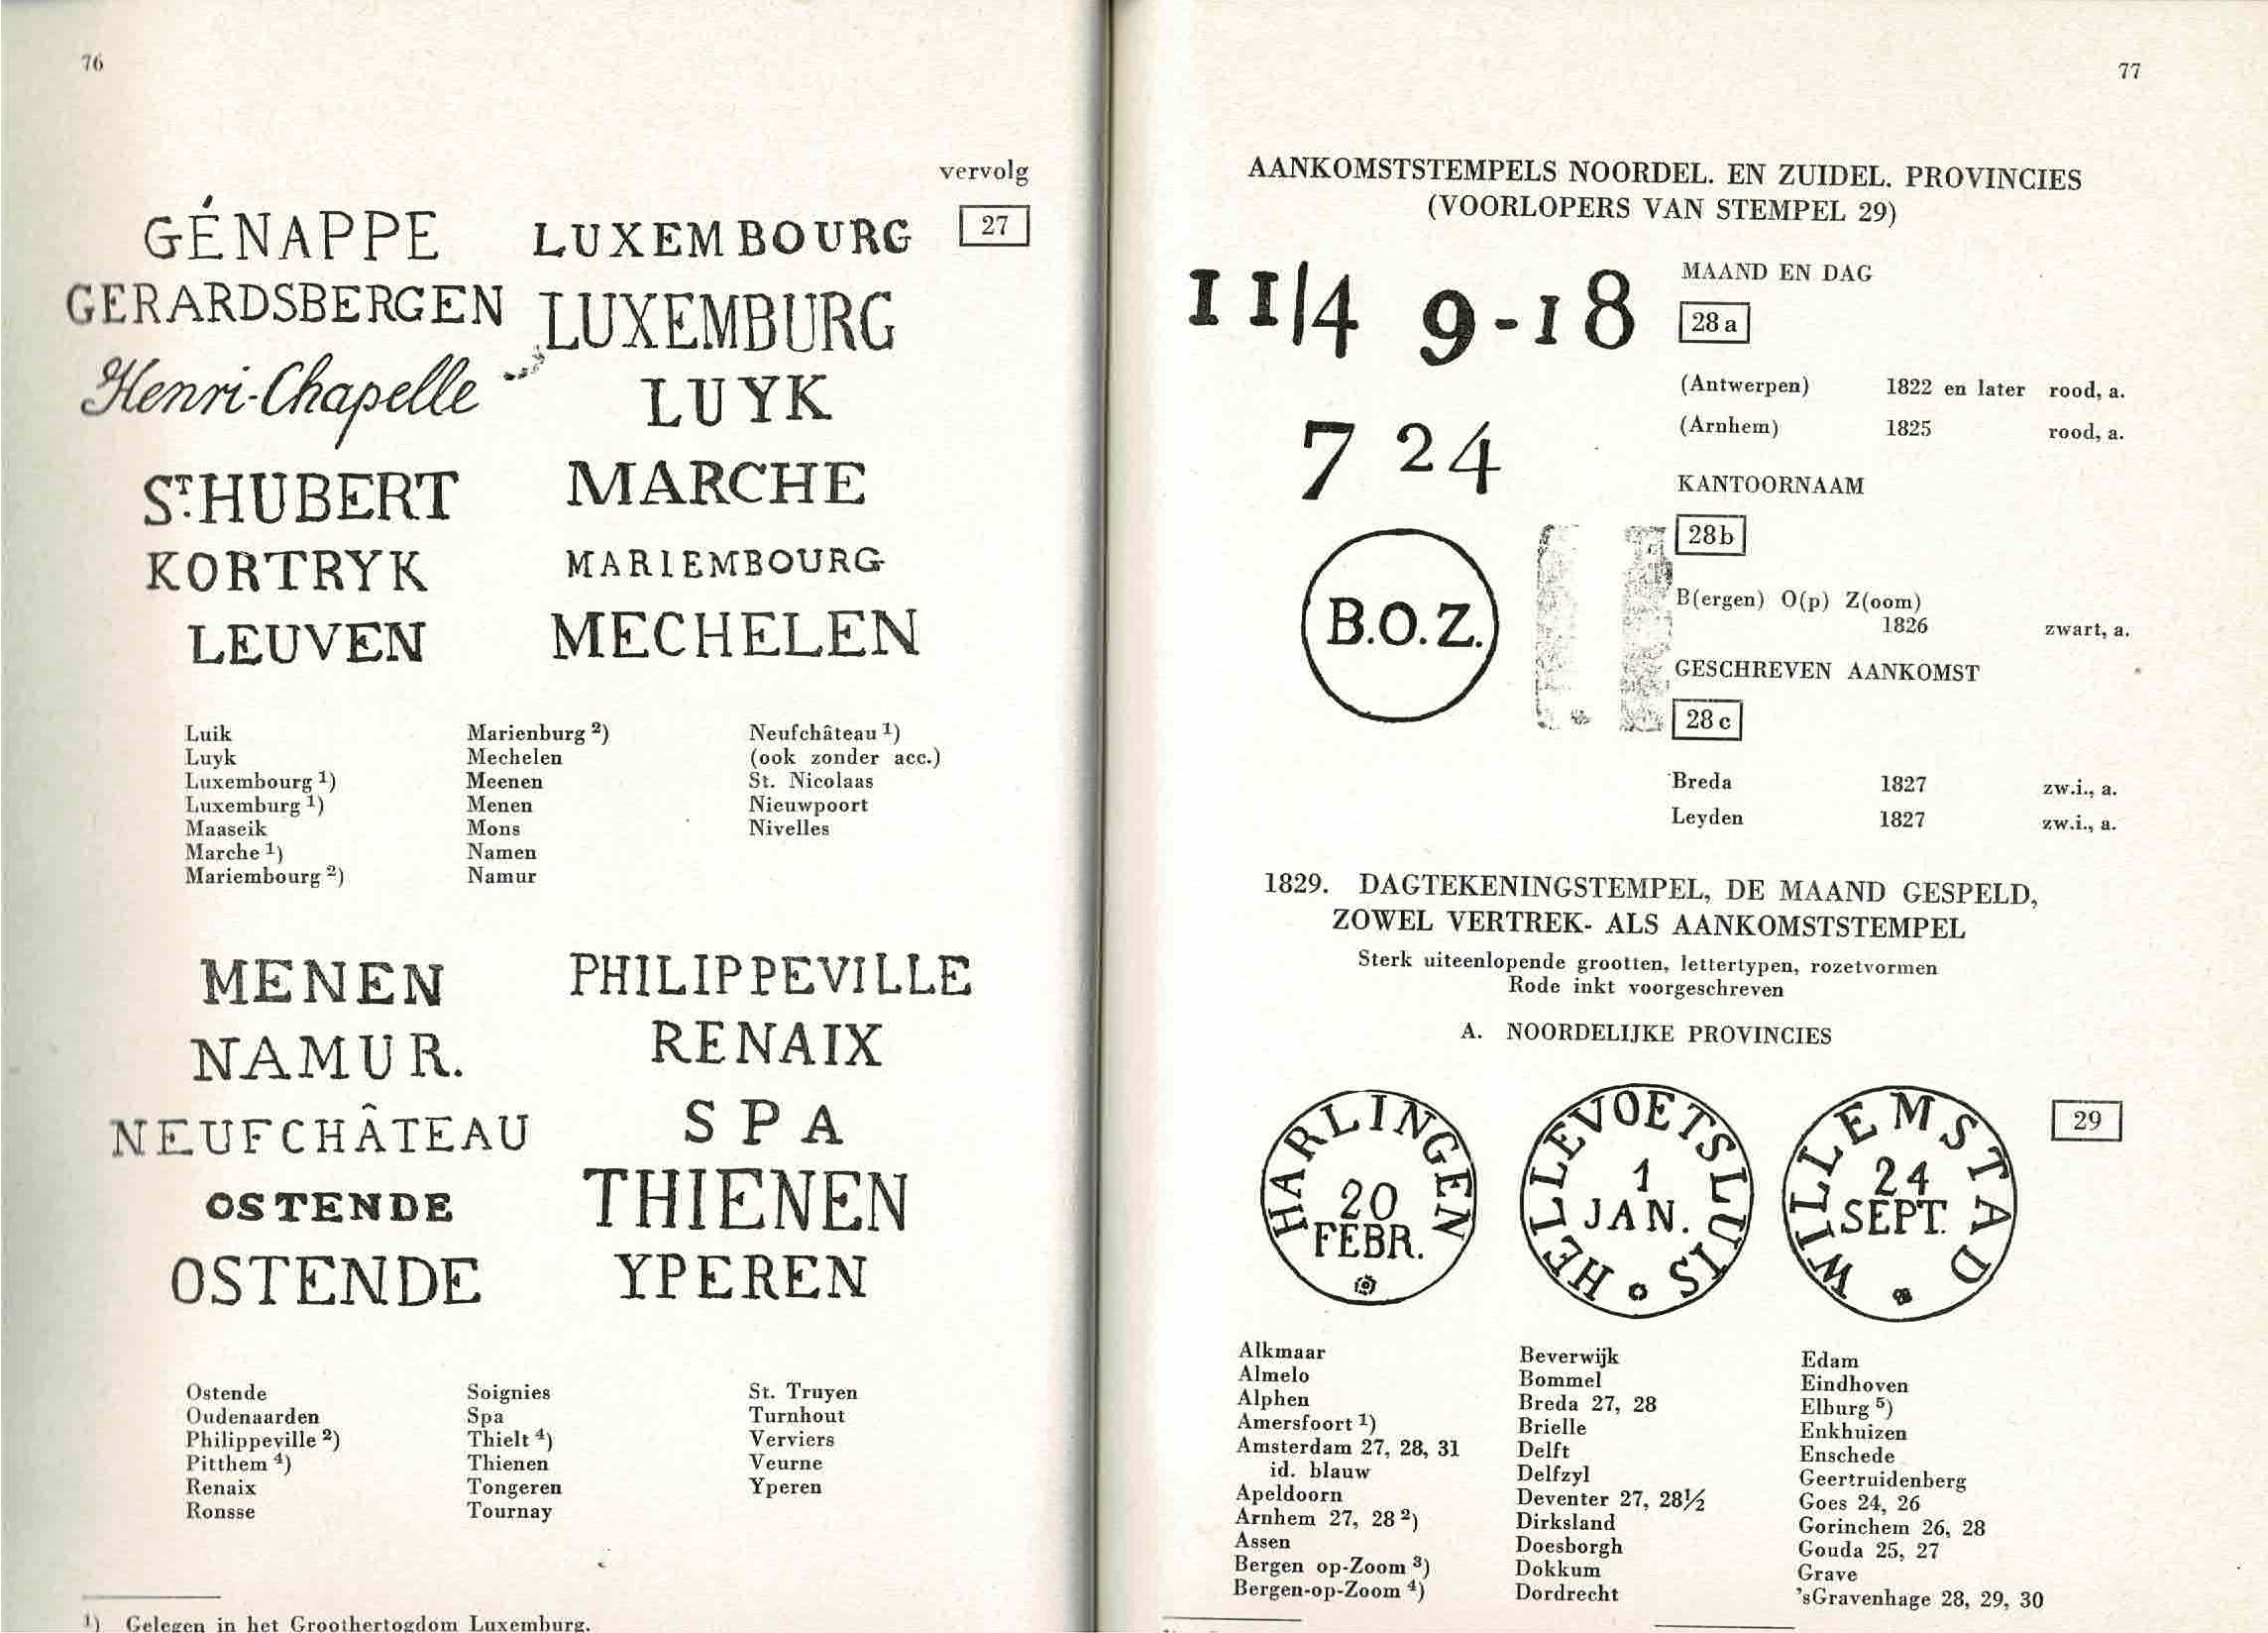 76
vervolg
27
GÉNAPPE
GERARDSBERGEN
Henri-Chapelle
ST.HUBERT
KORTRYK
LEUVEN
LUXEMBOURG
LUXEMBURG
LUYK
MARCHE
MARIEMBOURG
MECHELEN
Luik
Luyk
Luxembourg ¹)
Luxemburg ¹)
Maaseik
Marche ¹)
Mariembourg ²)
Marienburg ²)
Mechelen
Meenen
Menen
Mons
Namen
Namur
Neufchâteau ¹)
(ook zonder acc.)
St. Nicolaas
Nieuwpoort
Nivelles
MENEN
NAMUR.
NEUFCHÂTEAU
OSTENDE
OSTENDE
PHILIPPEVILLE
RENAIX
SPA
THIENEN
YPEREN
Ostende
Oudenaarden
Philippeville ²)
Pitthem ⁴)
Renaix
Ronsse
Soignies
Spa
Thielt ⁴)
Thienen
Tongeren
Tournay
St. Truyen
Turnhout
Verviers
Veurne
Yperen
¹) Gelegen in het Groothertogdom Luxemburg.
77
AANKOMSTSTEMPELS NOORDEL. EN ZUIDEL. PROVINCIES
(VOORLOPERS VAN STEMPEL 29)
11/4 9-18
7 24
B.O.Z.
MAAND EN DAG
28a
(Antwerpen) 1822 en later rood, a.
(Arnhem) 1825 rood, a.
KANTOORNAAM
28b
B(ergen) O(p) Z(oom)
1826 zwart, a.
GESCHREVEN AANKOMST
28c
Breda 1827 zw.i., a.
Leyden 1827 zw.i., a.
1829. DAGTEKENINGSTEMPEL, DE MAAND GESPELD,
ZOWEL VERTREK- ALS AANKOMSTSTEMPEL
Sterk uiteenlopende grootten, lettertypen, rozetvormen
Rode inkt voorgeschreven
A. NOORDELIJKE PROVINCIES
HARLINGEN
20
FEBR.
HELLEVOETSLUIS
1
JAN.
WILLEMSTAD
24
SEPT.
29
Alkmaar
Almelo
Alphen
Amersfoort ¹)
Amsterdam 27, 28, 31
id. blauw
Apeldoorn
Arnhem 27, 28 ²)
Assen
Bergen op-Zoom ³)
Bergen-op-Zoom ⁴)
Beverwijk
Bommel
Breda 27, 28
Brielle
Delft
Delfzyl
Deventer 27, 28½
Dirksland
Doesborgh
Dokkum
Dordrecht
Edam
Eindhoven
Elburg ⁵)
Enkhuizen
Enschede
Geertruidenberg
Goes 24, 26
Gorinchem 26, 28
Gouda 25, 27
Grave
'sGravenhage 28, 29, 30